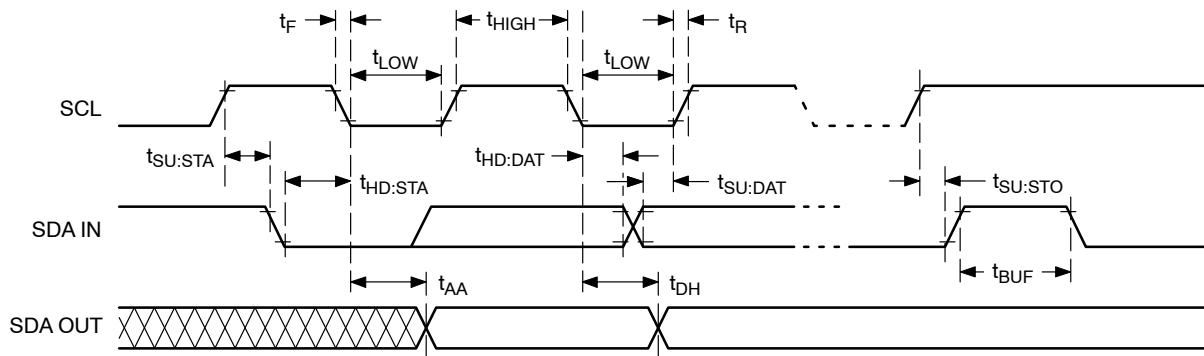 tF
tHIGH
tR
tLOW
tLOW
SCL
tSU:STA
tHD:STA
tHD:DAT
tSU:DAT
tSU:STO
SDA IN
tAA
tDH
tBUF
SDA OUT